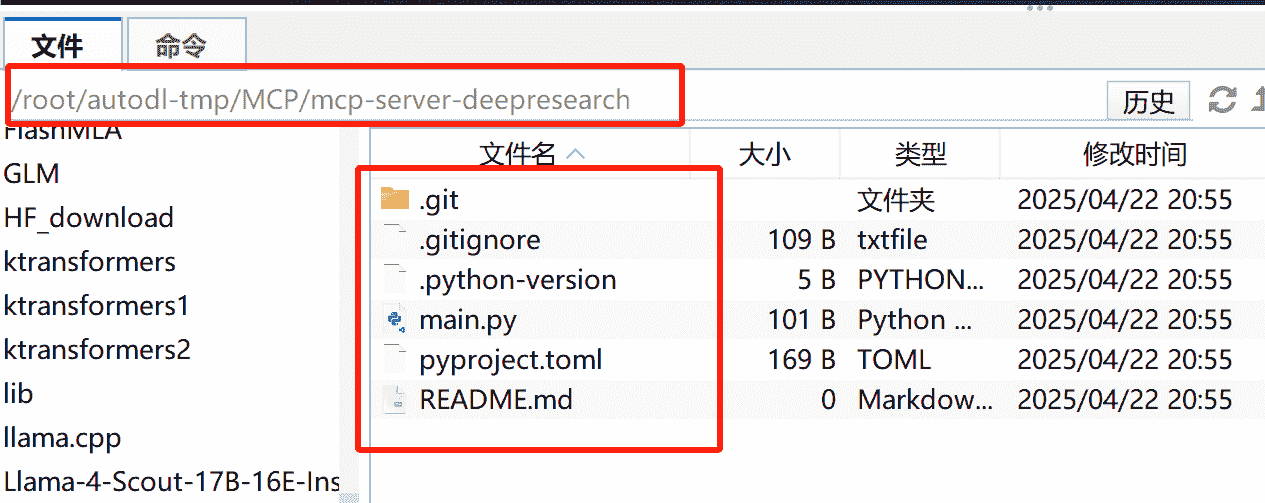 文件 命令
/root/autodl-tmp/MCP/mcp-server-deepresearch 历史
FlashMLA
GLM
HF_download
ktransformers
ktransformers1
ktransformers2
lib
llama.cpp
Llama-4-Scout-17B-16E-Ins
文件名 大小 类型 修改时间
.git 文件夹 2025/04/22 20:55
.gitignore 109 B txtfile 2025/04/22 20:55
.python-version 5 B PYTHON... 2025/04/22 20:55
main.py 101 B Python ... 2025/04/22 20:55
pyproject.toml 169 B TOML 2025/04/22 20:55
README.md 0 Markdow... 2025/04/22 20:55